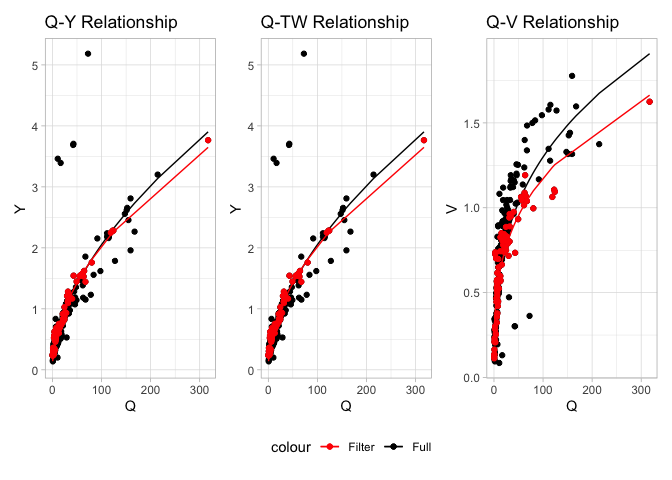 Q-Y Relationship
Q-TW Relationship
Q-V Relationship
Y
5
4
3
2
1
0
0 100 200 300
Q
Y
5
4
3
2
1
0
0 100 200 300
Q
V
1.5
1.0
0.5
0.0
0 100 200 300
Q
colour Filter Full